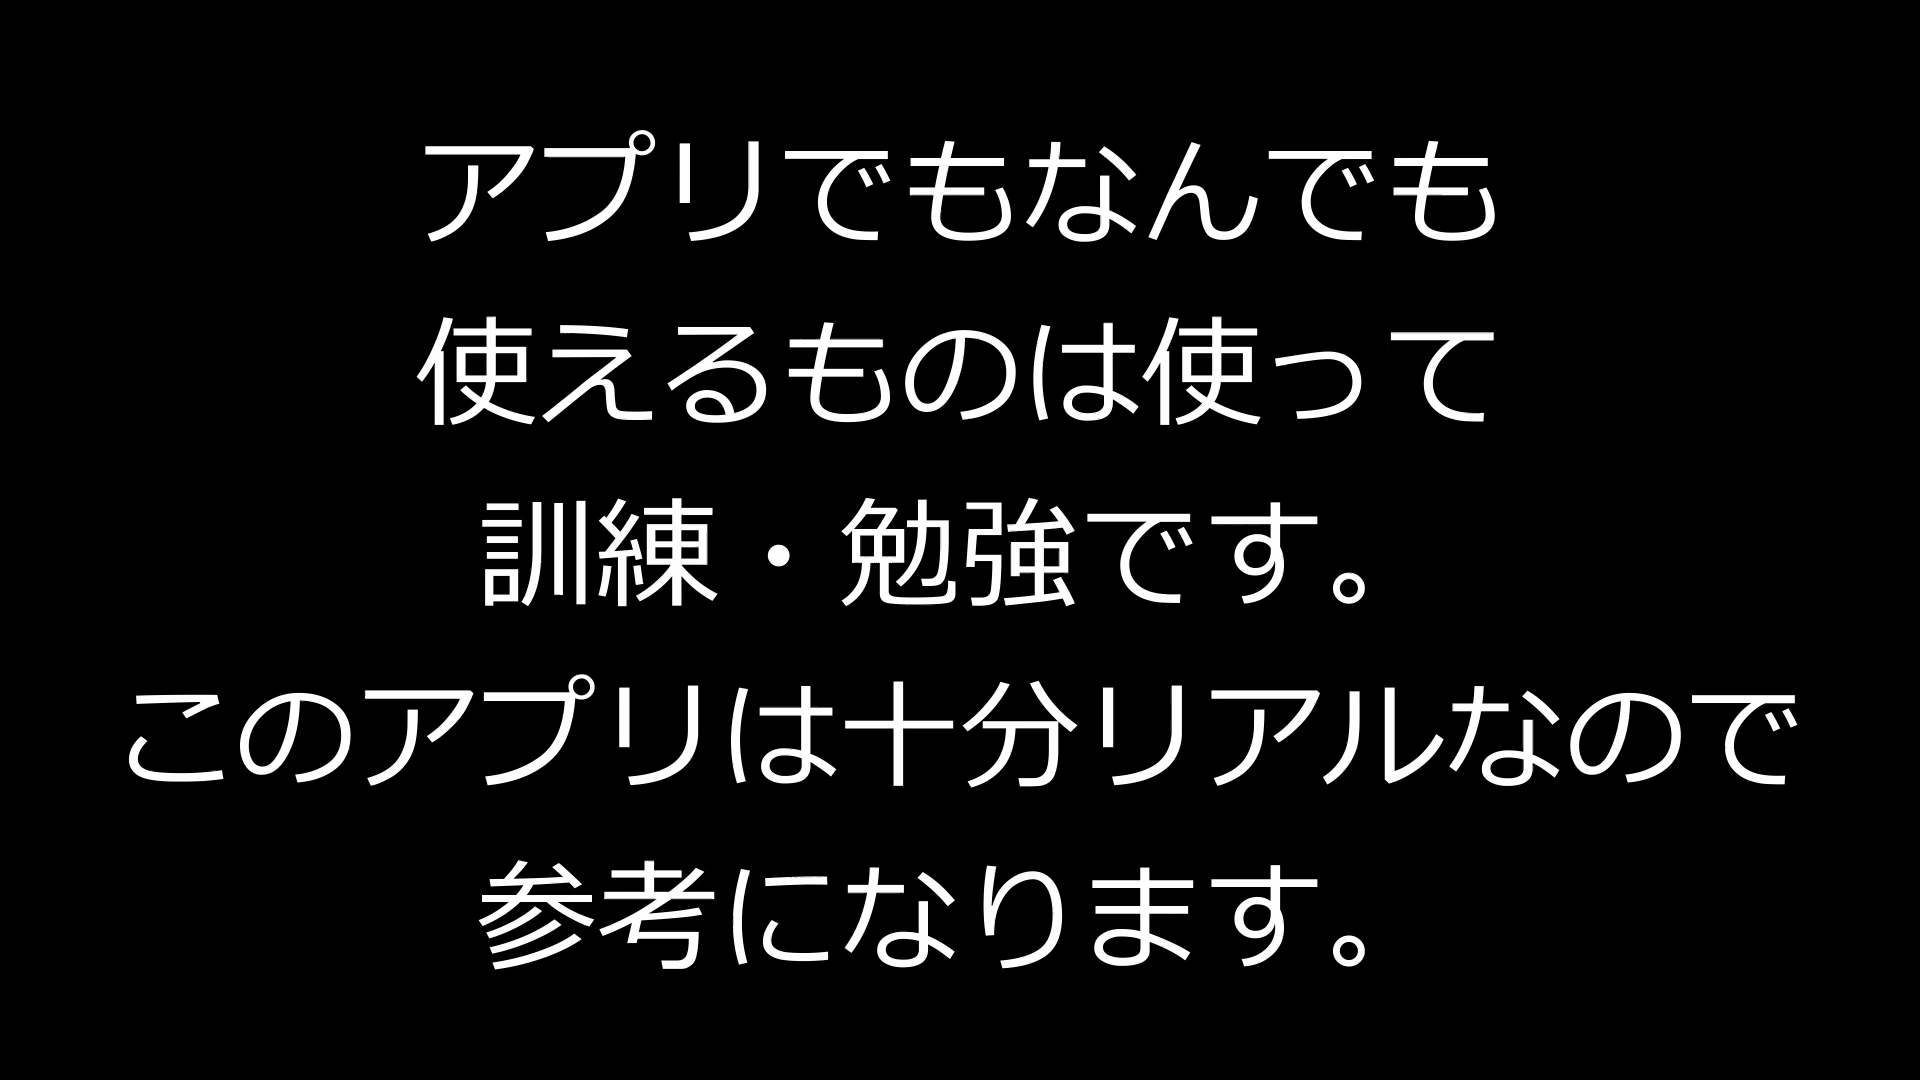 アプリでもなんでも
使えるものは使って
訓練・勉強です。
このアプリは十分リアルなので
参考になります。